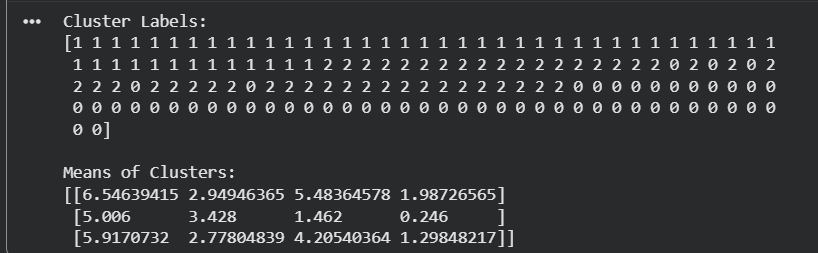 ••• Cluster Labels:
[1 1 1 1 1 1 1 1 1 1 1 1 1 1 1 1 1 1 1 1 1 1 1 1 1 1 1 1 1 1 1 1 1 1 1 1 1
1 1 1 1 1 1 1 1 1 1 1 1 1 2 2 2 2 2 2 2 2 2 2 2 2 2 2 2 2 2 2 0 2 0 2 0 2
2 2 2 0 2 2 2 2 2 0 2 2 2 2 2 2 2 2 2 2 2 2 2 2 2 2 0 0 0 0 0 0 0 0 0 0 0
0 0 0 0 0 0 0 0 0 0 0 0 0 0 0 0 0 0 0 0 0 0 0 0 0 0 0 0 0 0 0 0 0 0 0 0 0
0 0]
Means of Clusters:
[[6.54639415 2.94946365 5.48364578 1.98726565]
[5.006 3.428 1.462 0.246 ]
[5.9170732 2.77804839 4.20540364 1.29848217]]